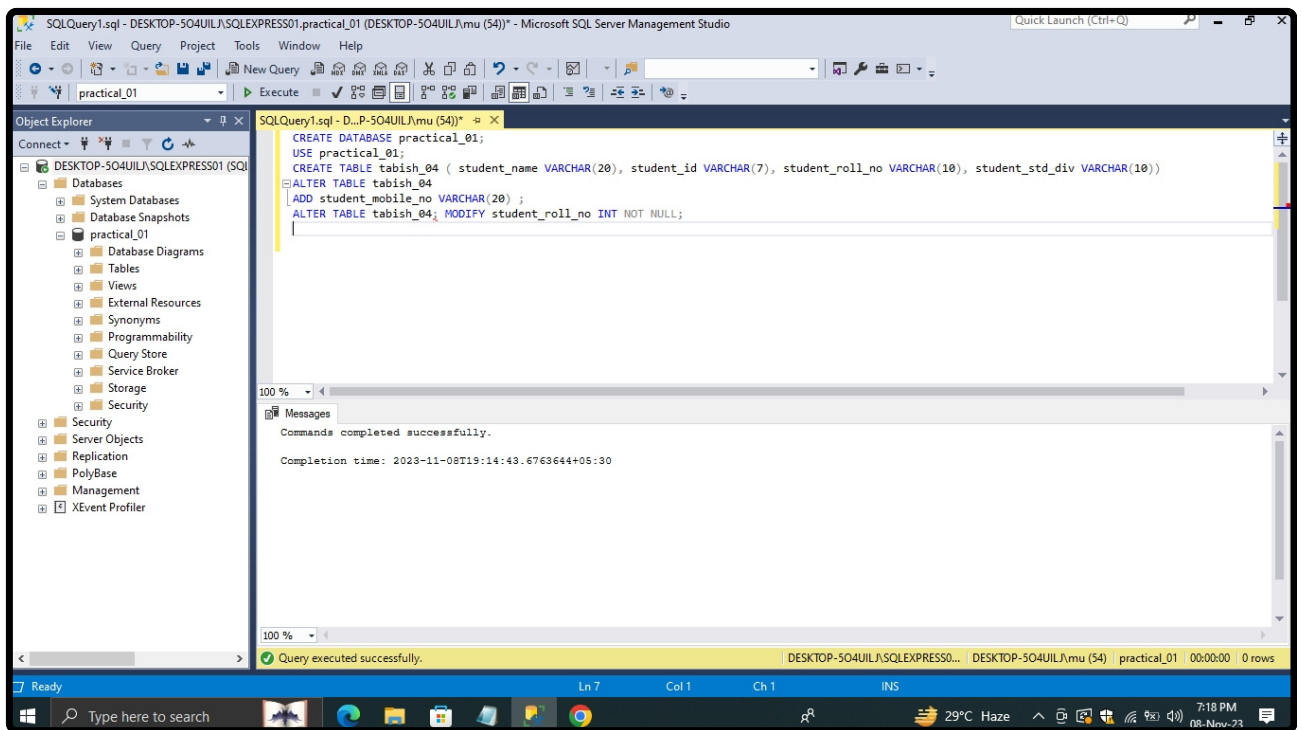 SQLQuery1.sql - DESKTOP-5O4UILJ\SQLEXPRESS01.practical_01 (DESKTOP-5O4UILJ\mu (54))* - Microsoft SQL Server Management Studio
Quick Launch (Ctrl+Q)
File Edit View Query Project Tools Window Help
New Query MDX DMX XMLA DAX
practical_01 Execute
Object Explorer
SQLQuery1.sql - D...P-5O4UILJ\mu (54))*
Connect
DESKTOP-5O4UILJ\SQLEXPRESS01 (SQL
Databases
System Databases
Database Snapshots
practical_01
Database Diagrams
Tables
Views
External Resources
Synonyms
Programmability
Query Store
Service Broker
Storage
Security
Security
Server Objects
Replication
PolyBase
Management
XEvent Profiler
CREATE DATABASE practical_01;
USE practical_01;
CREATE TABLE tabish_04 ( student_name VARCHAR(20), student_id VARCHAR(7), student_roll_no VARCHAR(10), student_std_div VARCHAR(10))
ALTER TABLE tabish_04
ADD student_mobile_no VARCHAR(20) ;
ALTER TABLE tabish_04; MODIFY student_roll_no INT NOT NULL;
100 %
Messages
Commands completed successfully.
Completion time: 2023-11-08T19:14:43.6763644+05:30
100 %
Query executed successfully.
DESKTOP-5O4UILJ\SQLEXPRESS0... DESKTOP-5O4UILJ\mu (54) practical_01 00:00:00 0 rows
Ready Ln 7 Col 1 Ch 1 INS
Type here to search
29°C Haze
7:18 PM
08-Nov-23